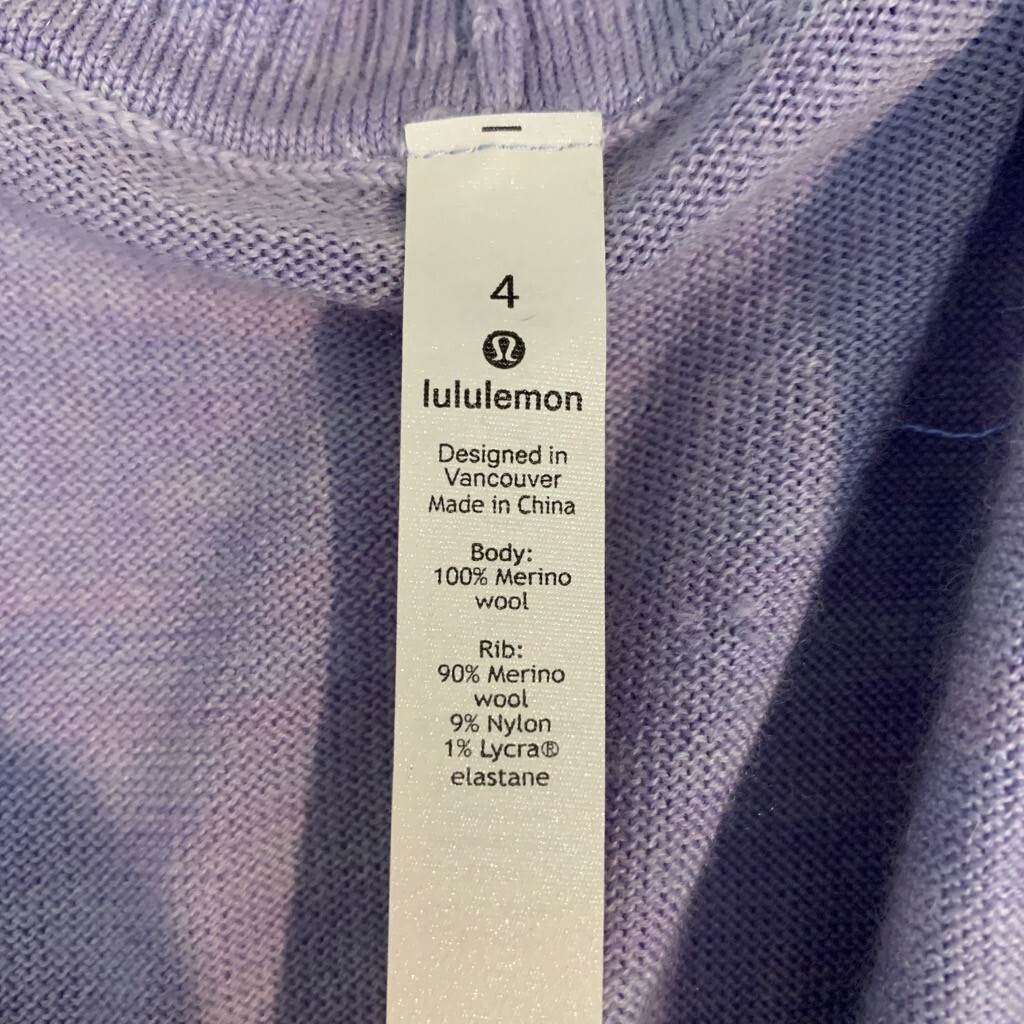 4
lululemon
Designed in
Vancouver
Made in China
Body:
100% Merino
wool
Rib:
90% Merino
wool
9% Nylon
1% Lycra®
elastane